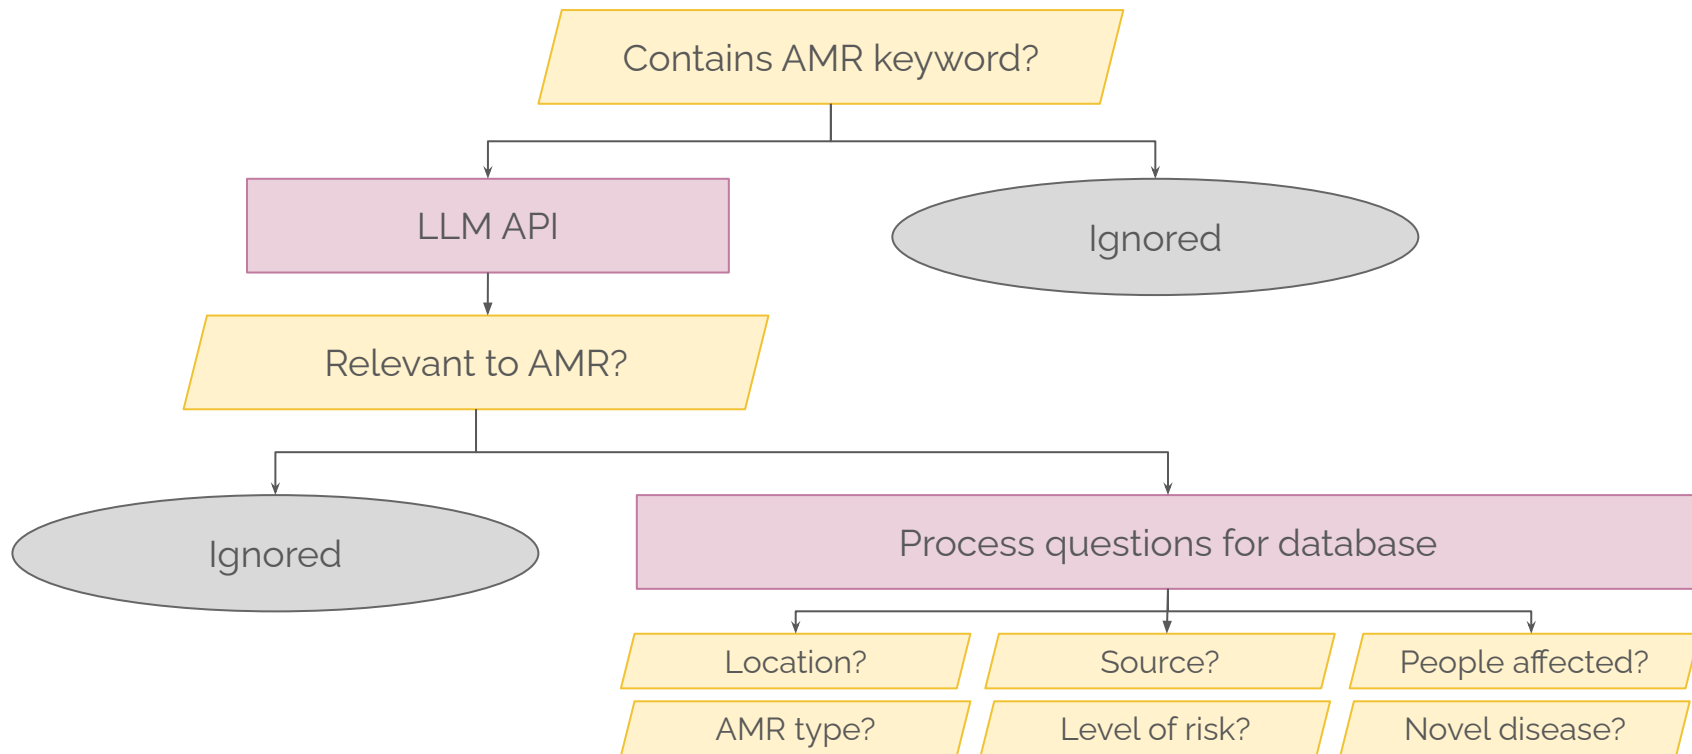 Contains AMR keyword?
LLM API
Ignored
Relevant to AMR?
Ignored
Process questions for database
Location?
Source?
People affected?
AMR type?
Level of risk?
Novel disease?